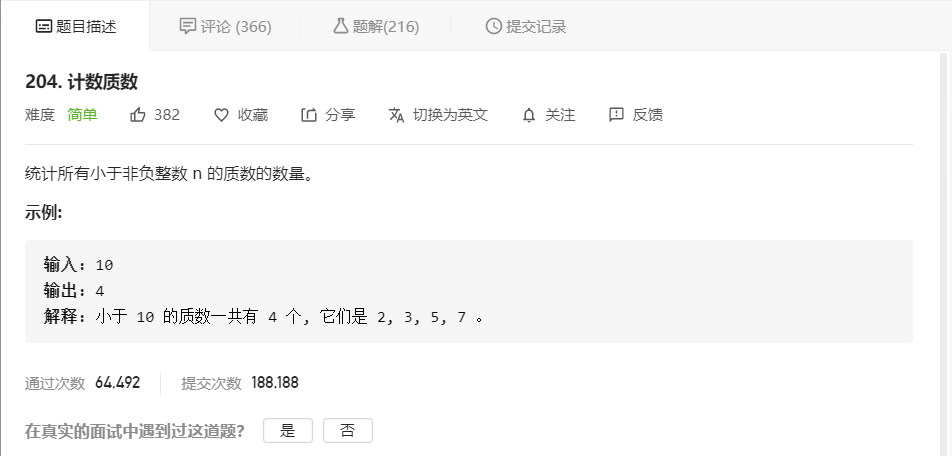 题目描述 评论 (366) 题解(216) 提交记录
204. 计数质数
难度 简单 382 收藏 分享 切换为英文 关注 反馈
统计所有小于非负整数 n 的质数的数量。
示例:
输入: 10
输出: 4
解释: 小于 10 的质数一共有 4 个, 它们是 2, 3, 5, 7 。
通过次数 64,492 提交次数 188,188
在真实的面试中遇到过这道题? 是 否